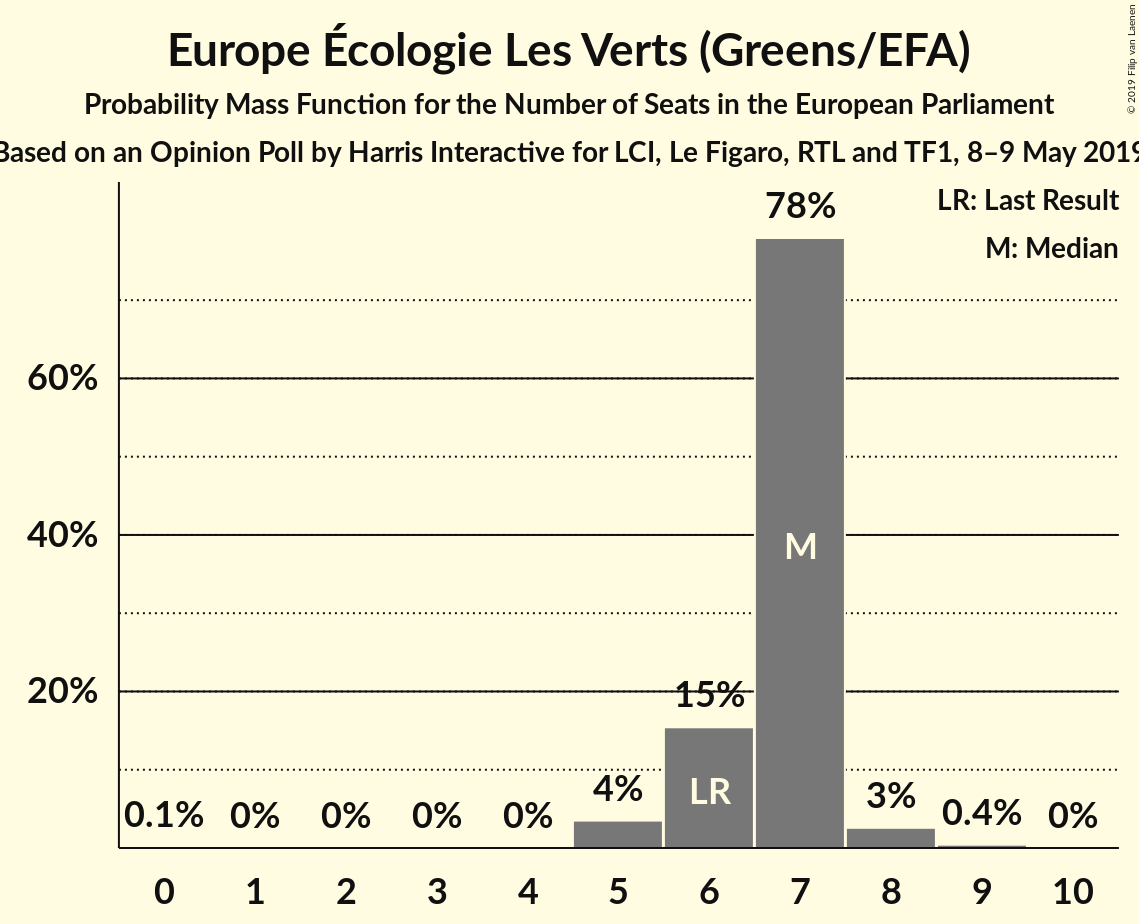 Europe Écologie Les Verts (Greens/EFA)
Probability Mass Function for the Number of Seats in the European Parliament
Based on an Opinion Poll by Harris Interactive for LCI, Le Figaro, RTL and TF1, 8–9 May 2019
© 2019 Filip van Laenen
LR: Last Result
M: Median
78%
60%
40%
M
20%
15%
LR
4%
3%
0.1% 0% 0% 0% 0% 0.4% 0%
0 1 2 3 4 5 6 7 8 9 10